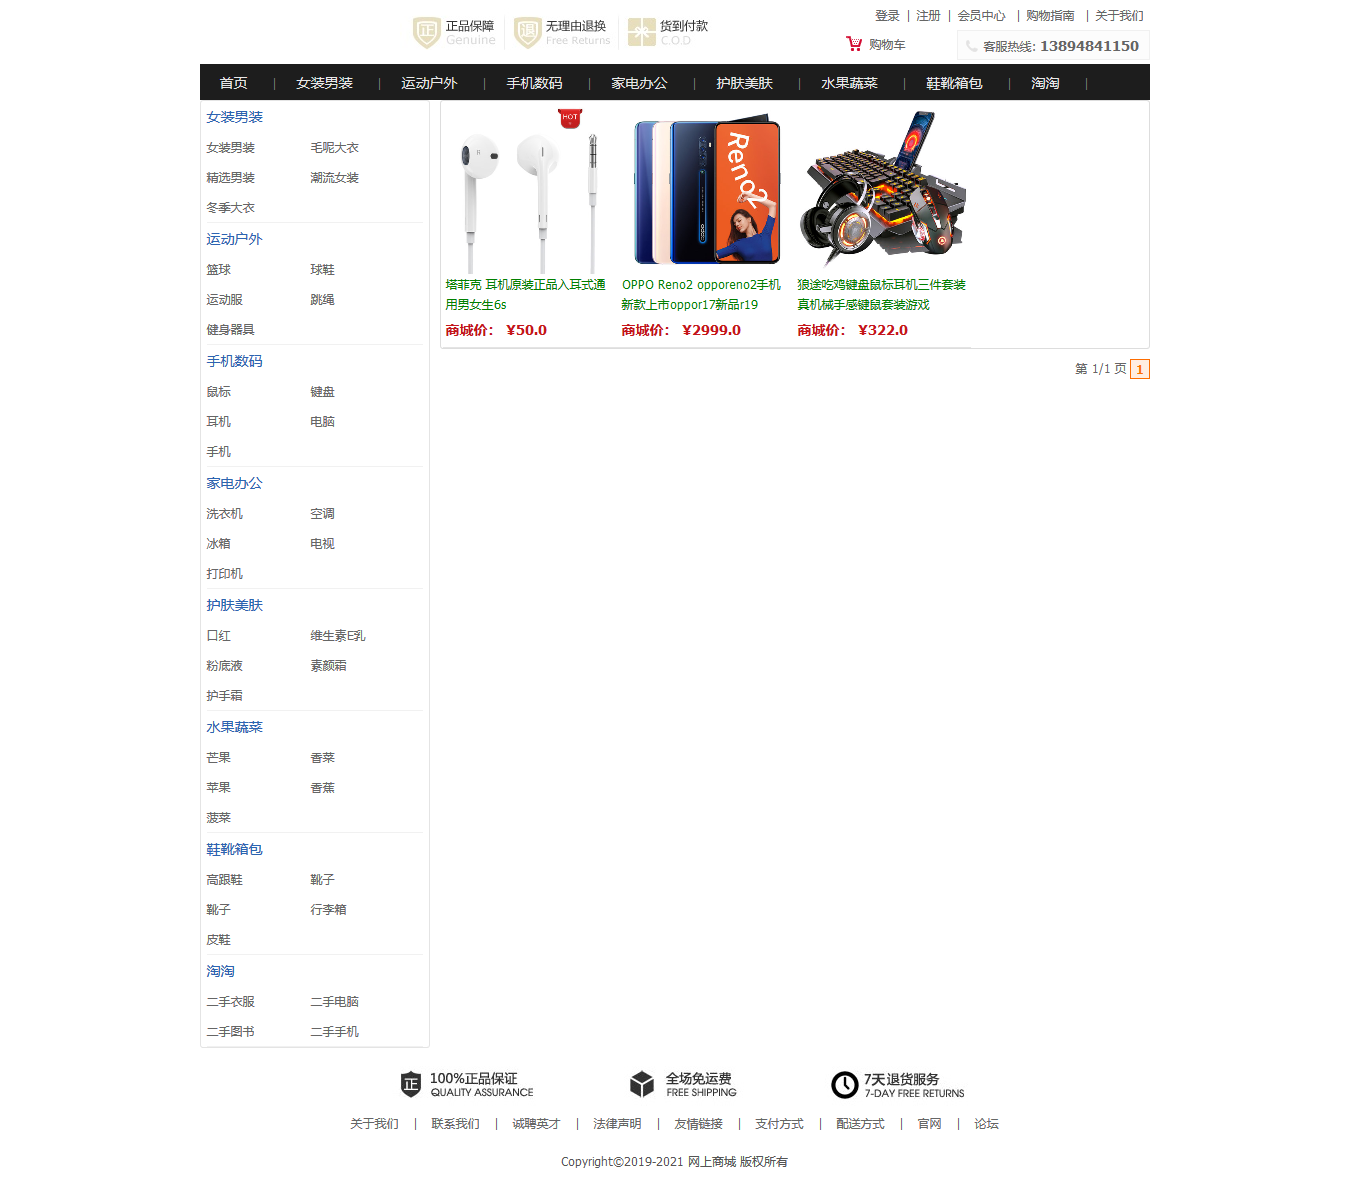 登录 | 注册 | 会员中心 | 购物指南 | 关于我们
正品保障 无理由退换 货到付款
Genuine Free Returns C.O.D
购物车 客服热线: 13894841150
首页 | 女装男装 | 运动户外 | 手机数码 | 家电办公 | 护肤美肤 | 水果蔬菜 | 鞋靴箱包 | 淘淘 |
女装男装
女装男装 毛呢大衣
精选男装 潮流女装
冬季大衣
运动户外
篮球 球鞋
运动服 跳绳
健身器具
手机数码
鼠标 键盘
耳机 电脑
手机
家电办公
洗衣机 空调
冰箱 电视
打印机
护肤美肤
口红 维生素E乳
粉底液 素颜霜
护手霜
水果蔬菜
芒果 香菜
苹果 香蕉
菠菜
鞋靴箱包
高跟鞋 靴子
靴子 行李箱
皮鞋
淘淘
二手衣服 二手电脑
二手图书 二手手机
HOT
塔菲克 耳机原装正品入耳式通
用男女生6s
商城价： ¥50.0
Reno2
OPPO Reno2 opporeno2手机
新款上市oppor17新品r19
商城价： ¥2999.0
狼途吃鸡键盘鼠标耳机三件套装
真机械手感键鼠套装游戏
商城价： ¥322.0
第 1/1 页 1
100%正品保证 全场免运费 7天退货服务
QUALITY ASSURANCE FREE SHIPPING 7-DAY FREE RETURNS
关于我们 | 联系我们 | 诚聘英才 | 法律声明 | 友情链接 | 支付方式 | 配送方式 | 官网 | 论坛
Copyright©2019-2021 网上商城 版权所有